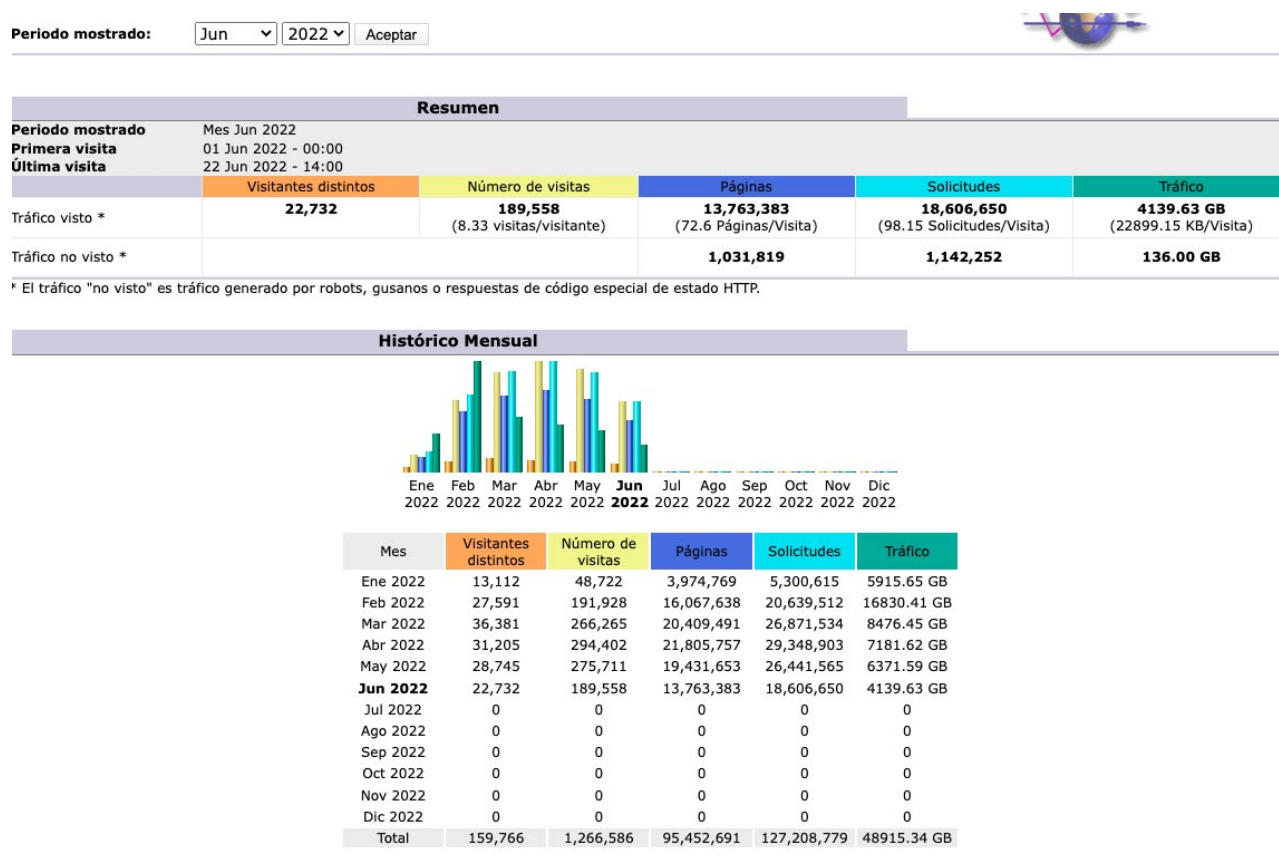 Periodo mostrado: Jun 2022 Aceptar
Resumen
Periodo mostrado Mes Jun 2022
Primera visita 01 Jun 2022 - 00:00
Última visita 22 Jun 2022 - 14:00
Visitantes distintos Número de visitas Páginas Solicitudes Tráfico
Tráfico visto * 22,732 189,558 13,763,383 18,606,650 4139.63 GB
(8.33 visitas/visitante) (72.6 Páginas/Visita) (98.15 Solicitudes/Visita) (22899.15 KB/Visita)
Tráfico no visto * 1,031,819 1,142,252 136.00 GB
* El tráfico "no visto" es tráfico generado por robots, gusanos o respuestas de código especial de estado HTTP.
Histórico Mensual
Ene Feb Mar Abr May Jun Jul Ago Sep Oct Nov Dic
2022 2022 2022 2022 2022 2022 2022 2022 2022 2022 2022 2022
Mes Visitantes distintos Número de visitas Páginas Solicitudes Tráfico
Ene 2022 13,112 48,722 3,974,769 5,300,615 5915.65 GB
Feb 2022 27,591 191,928 16,067,638 20,639,512 16830.41 GB
Mar 2022 36,381 266,265 20,409,491 26,871,534 8476.45 GB
Abr 2022 31,205 294,402 21,805,757 29,348,903 7181.62 GB
May 2022 28,745 275,711 19,431,653 26,441,565 6371.59 GB
Jun 2022 22,732 189,558 13,763,383 18,606,650 4139.63 GB
Jul 2022 0 0 0 0 0
Ago 2022 0 0 0 0 0
Sep 2022 0 0 0 0 0
Oct 2022 0 0 0 0 0
Nov 2022 0 0 0 0 0
Dic 2022 0 0 0 0 0
Total 159,766 1,266,586 95,452,691 127,208,779 48915.34 GB